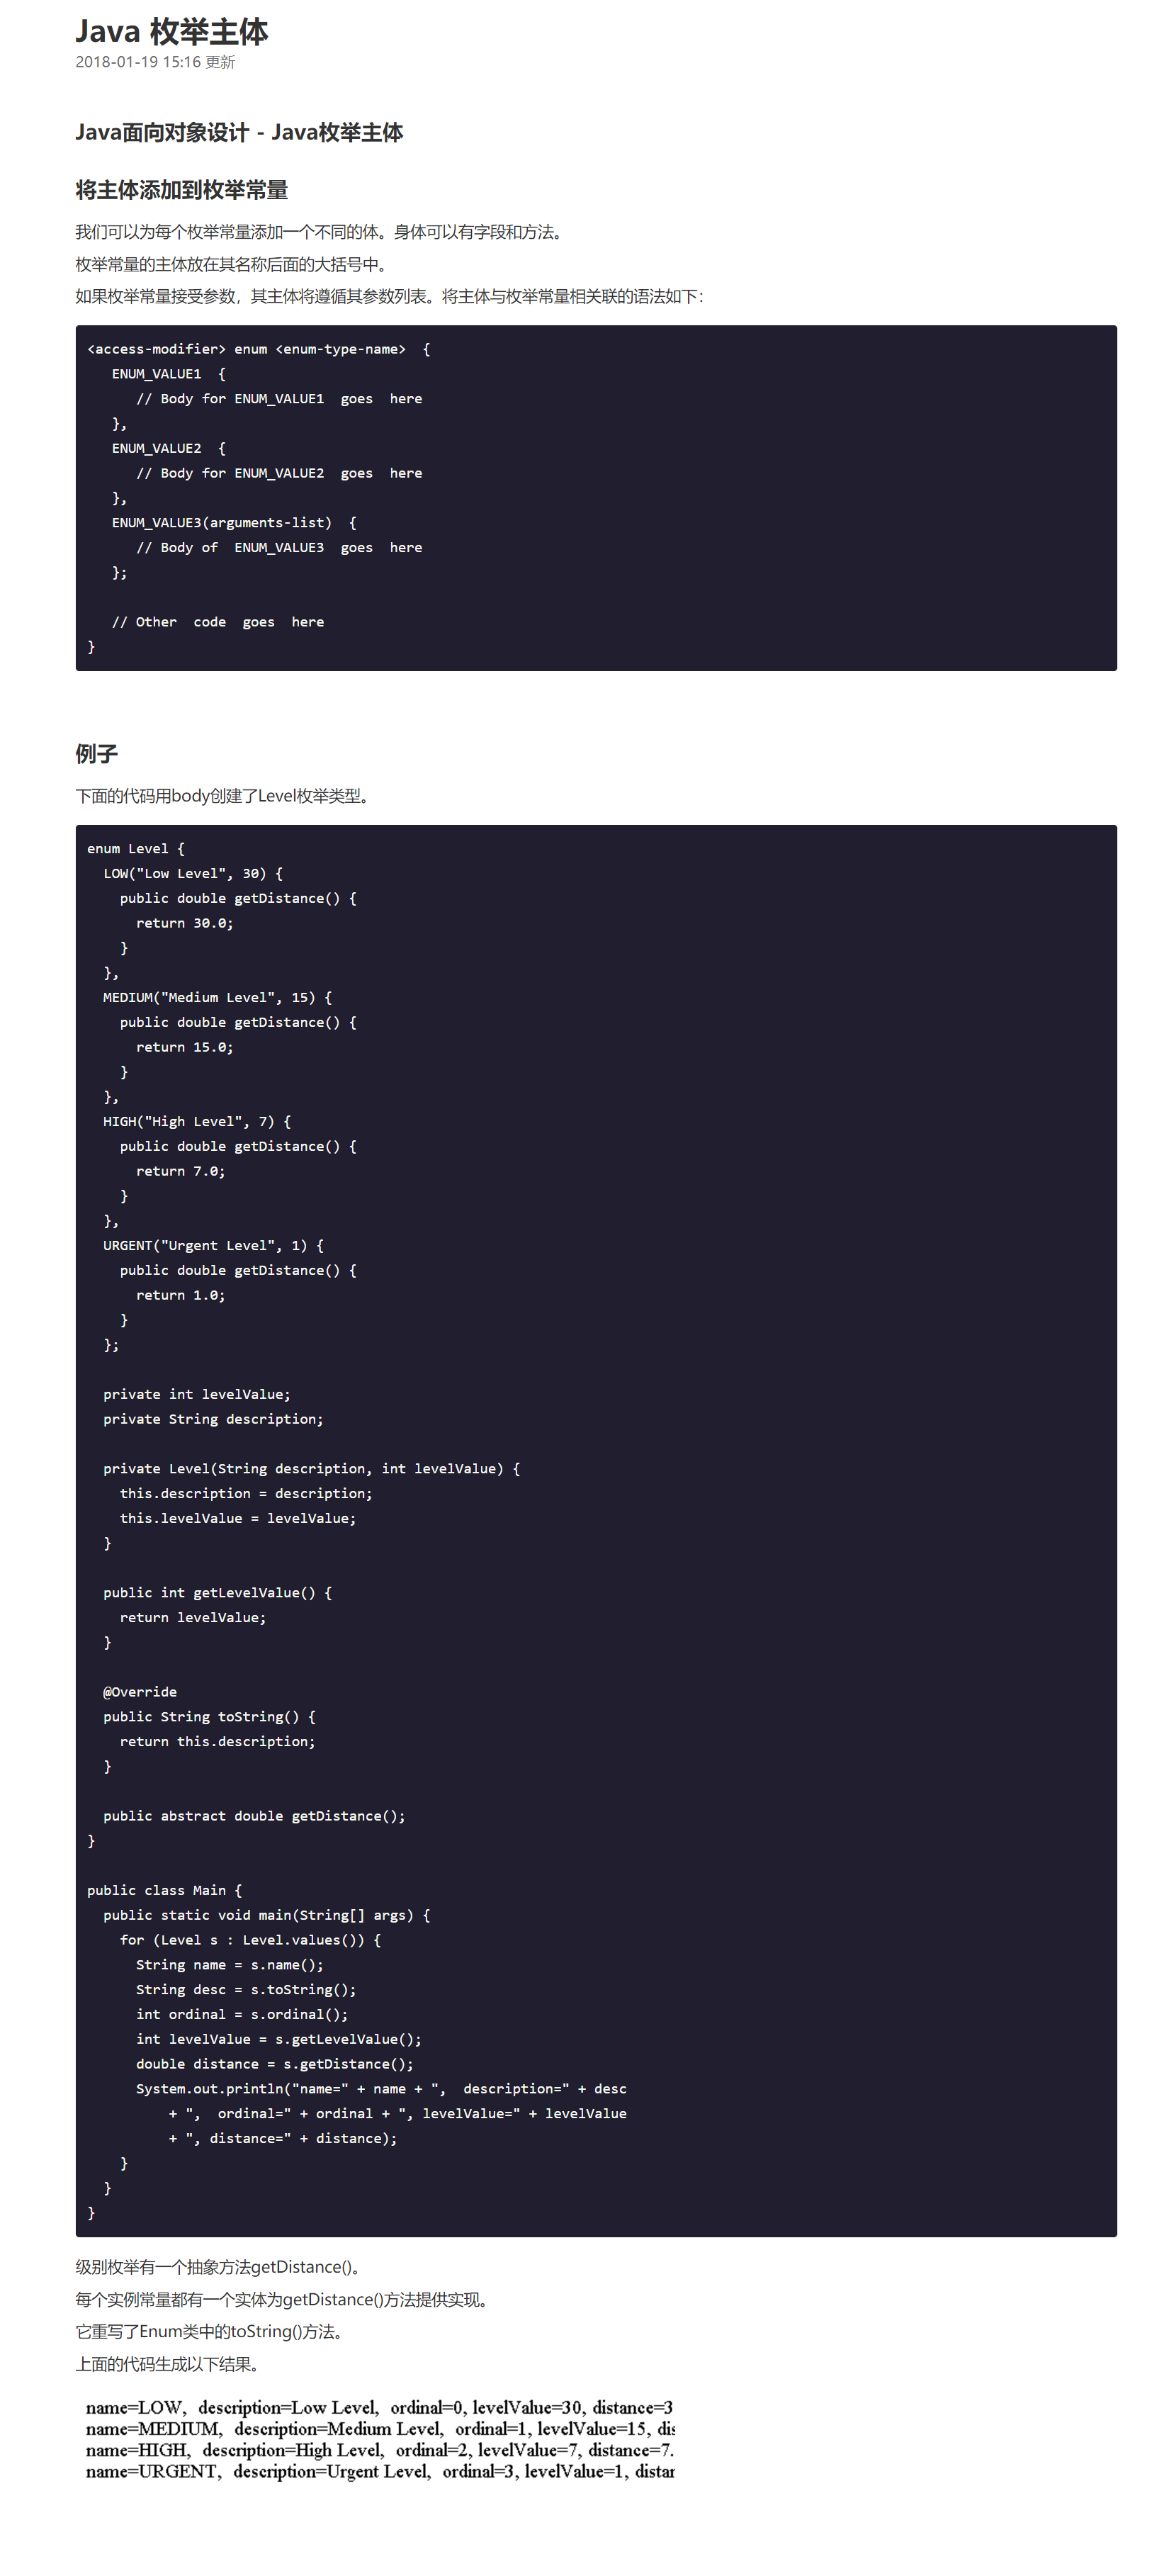 Java 枚举主体
2018-01-19 15:16 更新
Java面向对象设计 - Java枚举主体
将主体添加到枚举常量
我们可以为每个枚举常量添加一个不同的体。身体可以有字段和方法。
枚举常量的主体放在其名称后面的大括号中。
如果枚举常量接受参数，其主体将遵循其参数列表。将主体与枚举常量相关联的语法如下：
<access-modifier> enum <enum-type-name>  {
   ENUM_VALUE1  {
      // Body for ENUM_VALUE1  goes  here
   },
   ENUM_VALUE2  {
      // Body for ENUM_VALUE2  goes  here
   },
   ENUM_VALUE3(arguments-list)  {
      // Body of  ENUM_VALUE3  goes  here
   };
   // Other  code  goes  here
}
例子
下面的代码用body创建了Level枚举类型。
enum Level {
  LOW("Low Level", 30) {
    public double getDistance() {
      return 30.0;
    }
  },
  MEDIUM("Medium Level", 15) {
    public double getDistance() {
      return 15.0;
    }
  },
  HIGH("High Level", 7) {
    public double getDistance() {
      return 7.0;
    }
  },
  URGENT("Urgent Level", 1) {
    public double getDistance() {
      return 1.0;
    }
  };
  private int levelValue;
  private String description;
  private Level(String description, int levelValue) {
    this.description = description;
    this.levelValue = levelValue;
  }
  public int getLevelValue() {
    return levelValue;
  }
  @Override
  public String toString() {
    return this.description;
  }
  public abstract double getDistance();
}
public class Main {
  public static void main(String[] args) {
    for (Level s : Level.values()) {
      String name = s.name();
      String desc = s.toString();
      int ordinal = s.ordinal();
      int levelValue = s.getLevelValue();
      double distance = s.getDistance();
      System.out.println("name=" + name + ",  description=" + desc
          + ",  ordinal=" + ordinal + ", levelValue=" + levelValue
          + ", distance=" + distance);
    }
  }
}
级别枚举有一个抽象方法getDistance()。
每个实例常量都有一个实体为getDistance()方法提供实现。
它重写了Enum类中的toString()方法。
上面的代码生成以下结果。
name=LOW,  description=Low Level,  ordinal=0, levelValue=30, distance=3
name=MEDIUM,  description=Medium Level,  ordinal=1, levelValue=15, dis
name=HIGH,  description=High Level,  ordinal=2, levelValue=7, distance=7.
name=URGENT,  description=Urgent Level,  ordinal=3, levelValue=1, distan